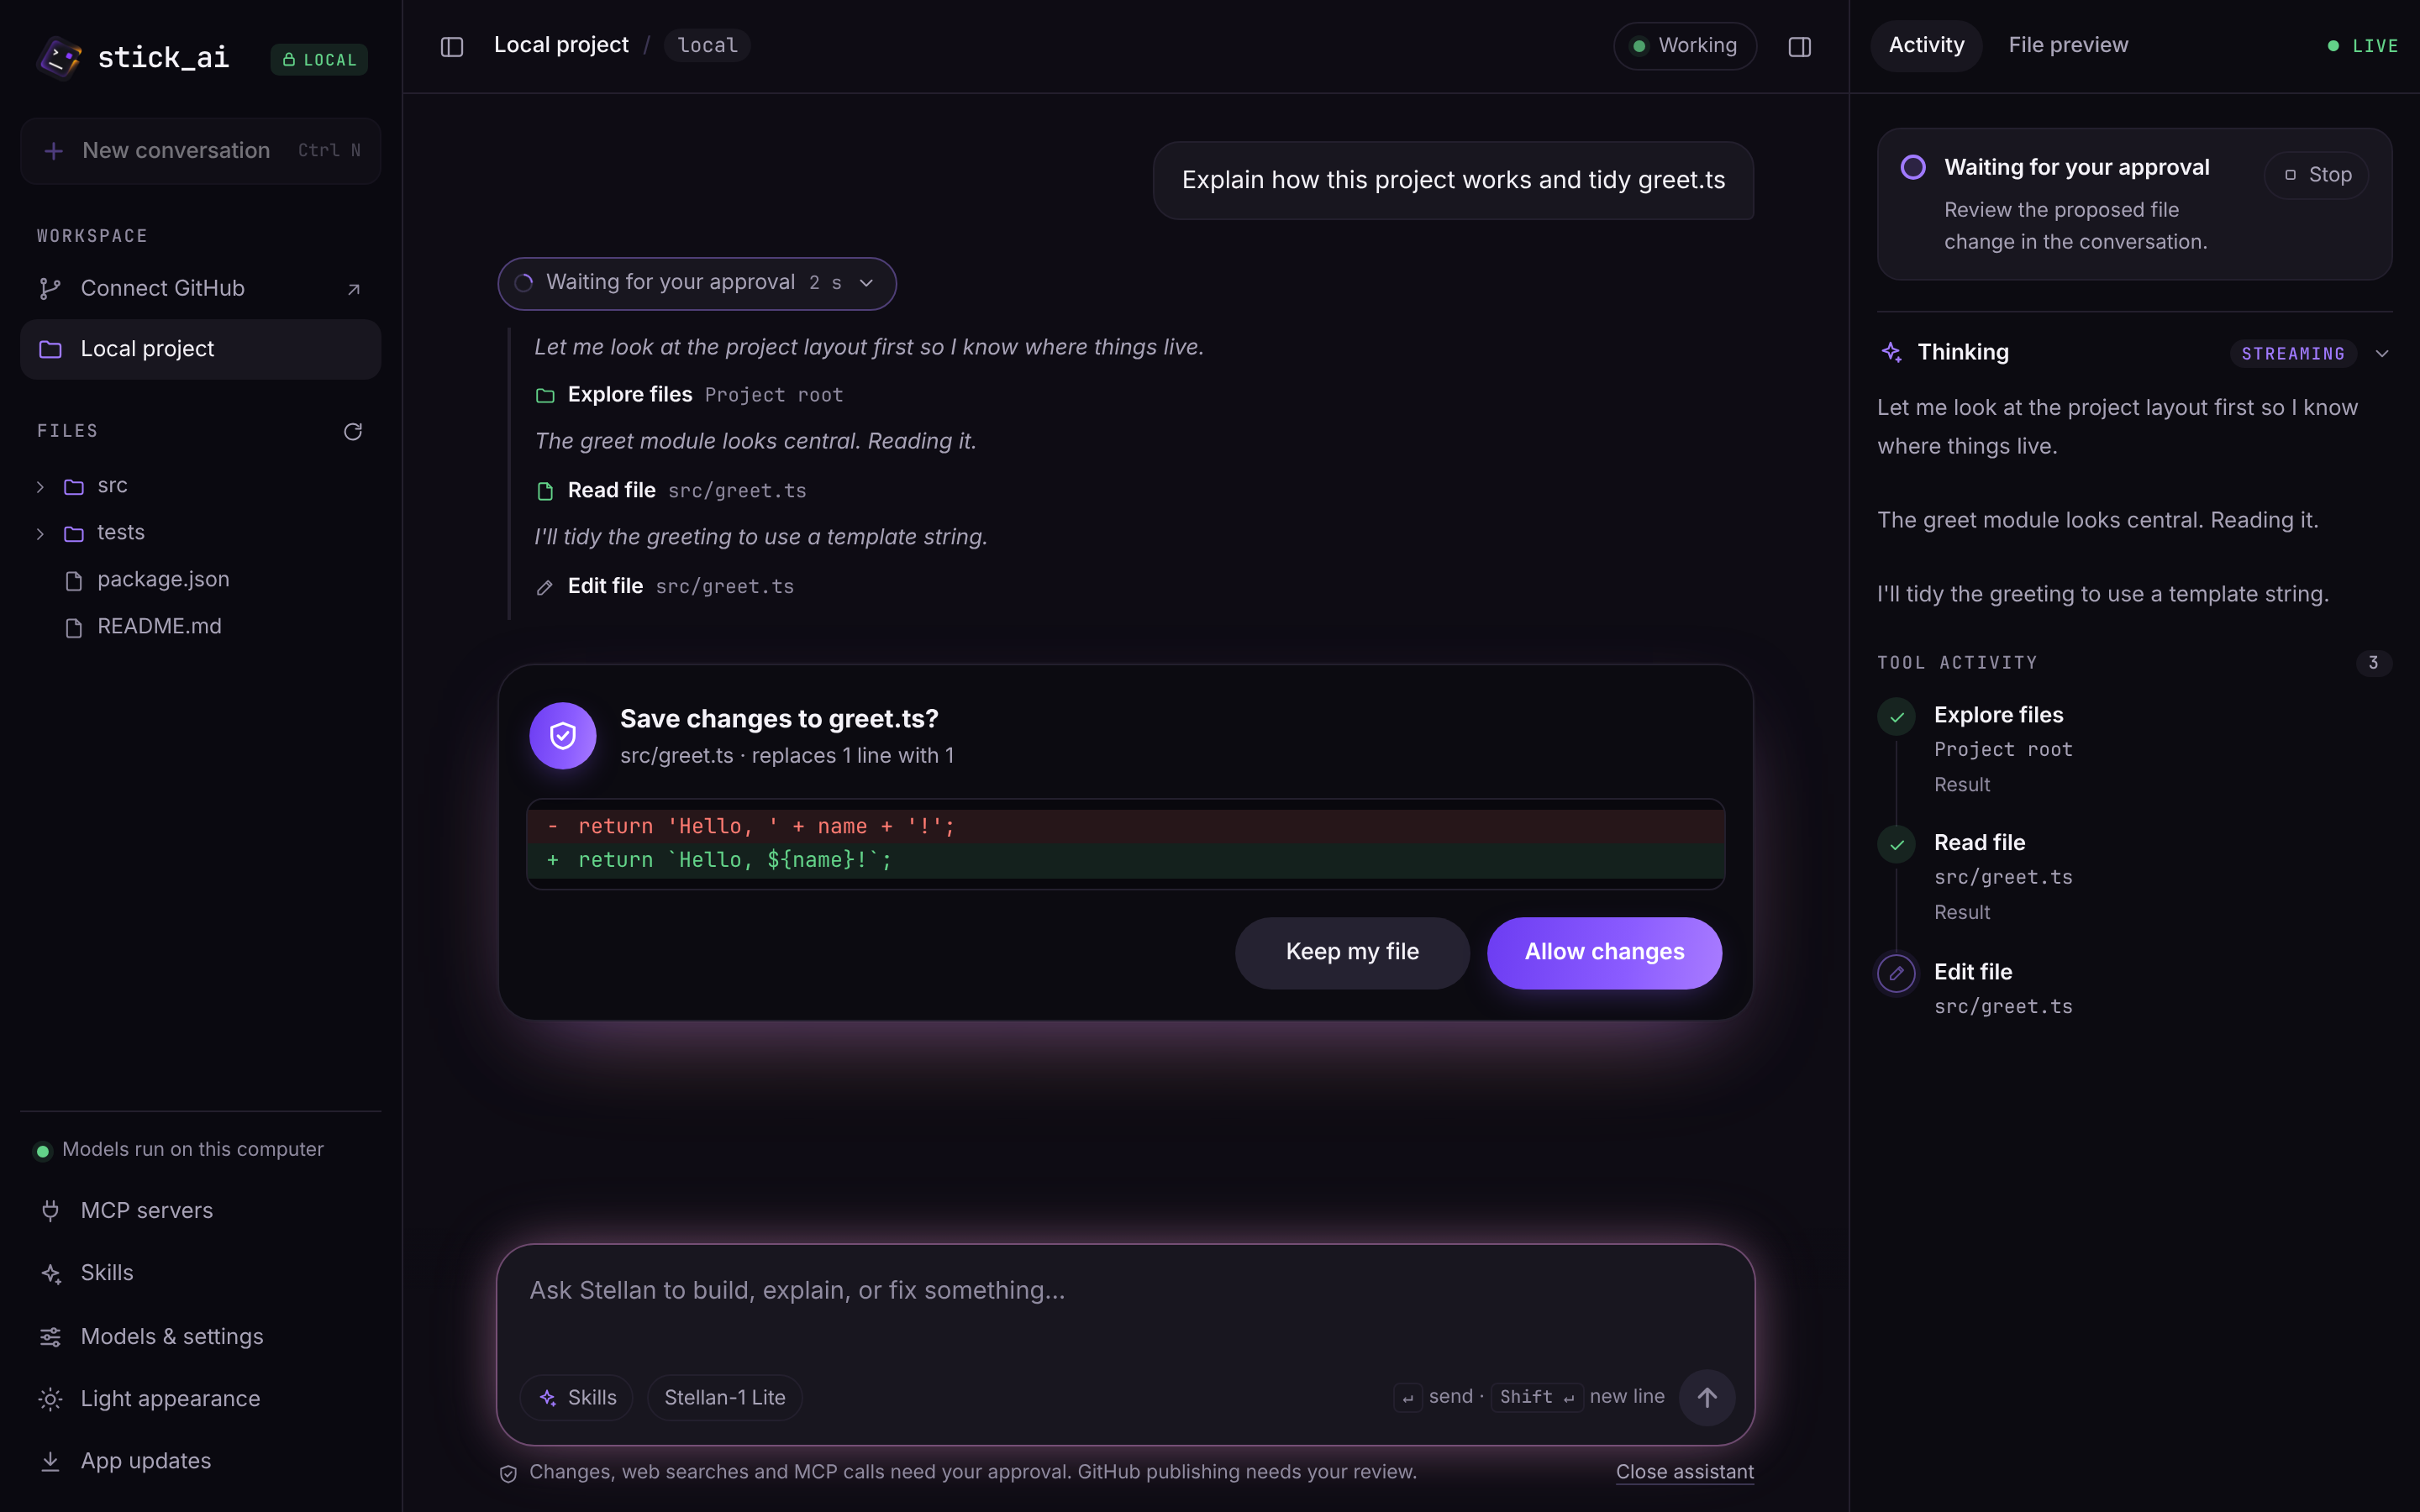 stick_ai
LOCAL
New conversation Ctrl N
WORKSPACE
Connect GitHub
Local project
FILES
src
tests
package.json
README.md
Models run on this computer
MCP servers
Skills
Models & settings
Light appearance
App updates
Local project / local
Working
Explain how this project works and tidy greet.ts
Waiting for your approval 2 s
Let me look at the project layout first so I know where things live.
Explore files Project root
The greet module looks central. Reading it.
Read file src/greet.ts
I'll tidy the greeting to use a template string.
Edit file src/greet.ts
Save changes to greet.ts?
src/greet.ts · replaces 1 line with 1
- return 'Hello, ' + name + '!';
+ return `Hello, ${name}!`;
Keep my file
Allow changes
Ask Stellan to build, explain, or fix something...
Skills
Stellan-1 Lite
↵ send · Shift ↵ new line
Changes, web searches and MCP calls need your approval. GitHub publishing needs your review.
Close assistant
Activity
File preview
LIVE
Waiting for your approval
Stop
Review the proposed file
change in the conversation.
Thinking
STREAMING
Let me look at the project layout first so I know
where things live.
The greet module looks central. Reading it.
I'll tidy the greeting to use a template string.
TOOL ACTIVITY 3
Explore files
Project root
Result
Read file
src/greet.ts
Result
Edit file
src/greet.ts